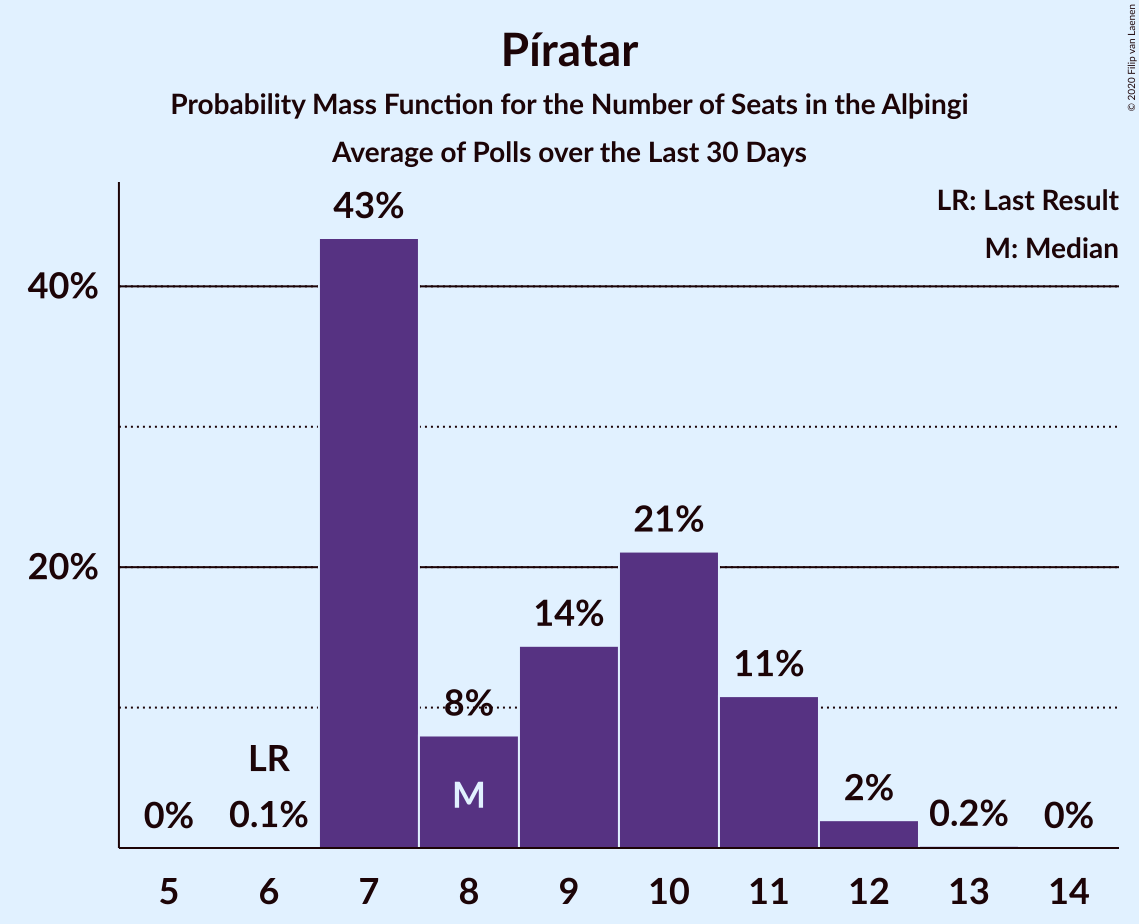 Píratar
Probability Mass Function for the Number of Seats in the Alþingi
Average of Polls over the Last 30 Days
© 2020 Filip van Laenen
LR: Last Result
M: Median
43%
40%
21%
20%
14%
11%
8%
LR
M
2%
0%
0.1%
0.2%
0%
5 6 7 8 9 10 11 12 13 14